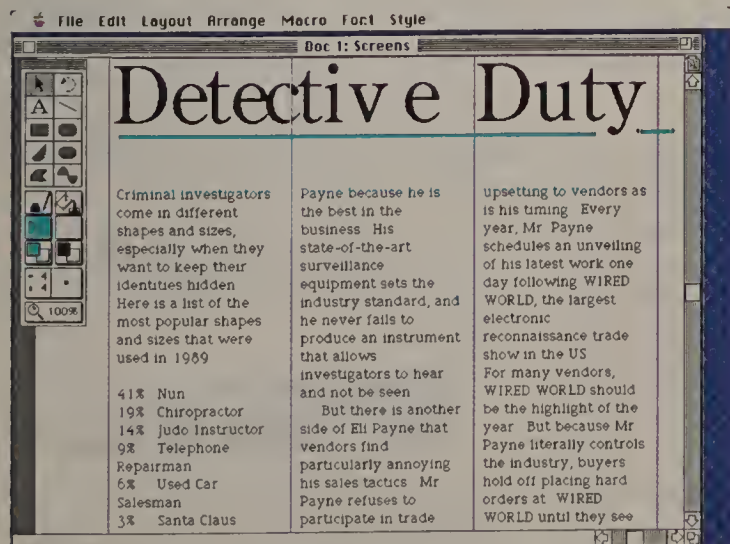 File Edit Layout Arrange Macro Font Style
Doc 1: Screens
Detective Duty
A
100%
Criminal investigators
come in different
shapes and sizes,
especially when they
want to keep their
identities hidden
Here is a list of the
most popular shapes
and sizes that were
used in 1989
41% Nun
19% Chiropractor
14% Judo Instructor
9% Telephone
Repairman
6% Used Car
Salesman
3% Santa Claus
Payne because he is
the best in the
business His
state-of-the-art
surveillance
equipment sets the
industry standard, and
he never fails to
produce an instrument
that allows
investigators to hear
and not be seen
But there is another
side of Eli Payne that
vendors find
particularly annoying
his sales tactics Mr
Payne refuses to
participate in trade
upsetting to vendors as
is his timing Every
year, Mr Payne
schedules an unveiling
of his latest work one
day following WIRED
WORLD, the largest
electronic
reconnaissance trade
show in the US
For many vendors,
WIRED WORLD should
be the highlight of the
year But because Mr
Payne literally controls
the industry, buyers
hold off placing hard
orders at WIRED
WORLD until they see